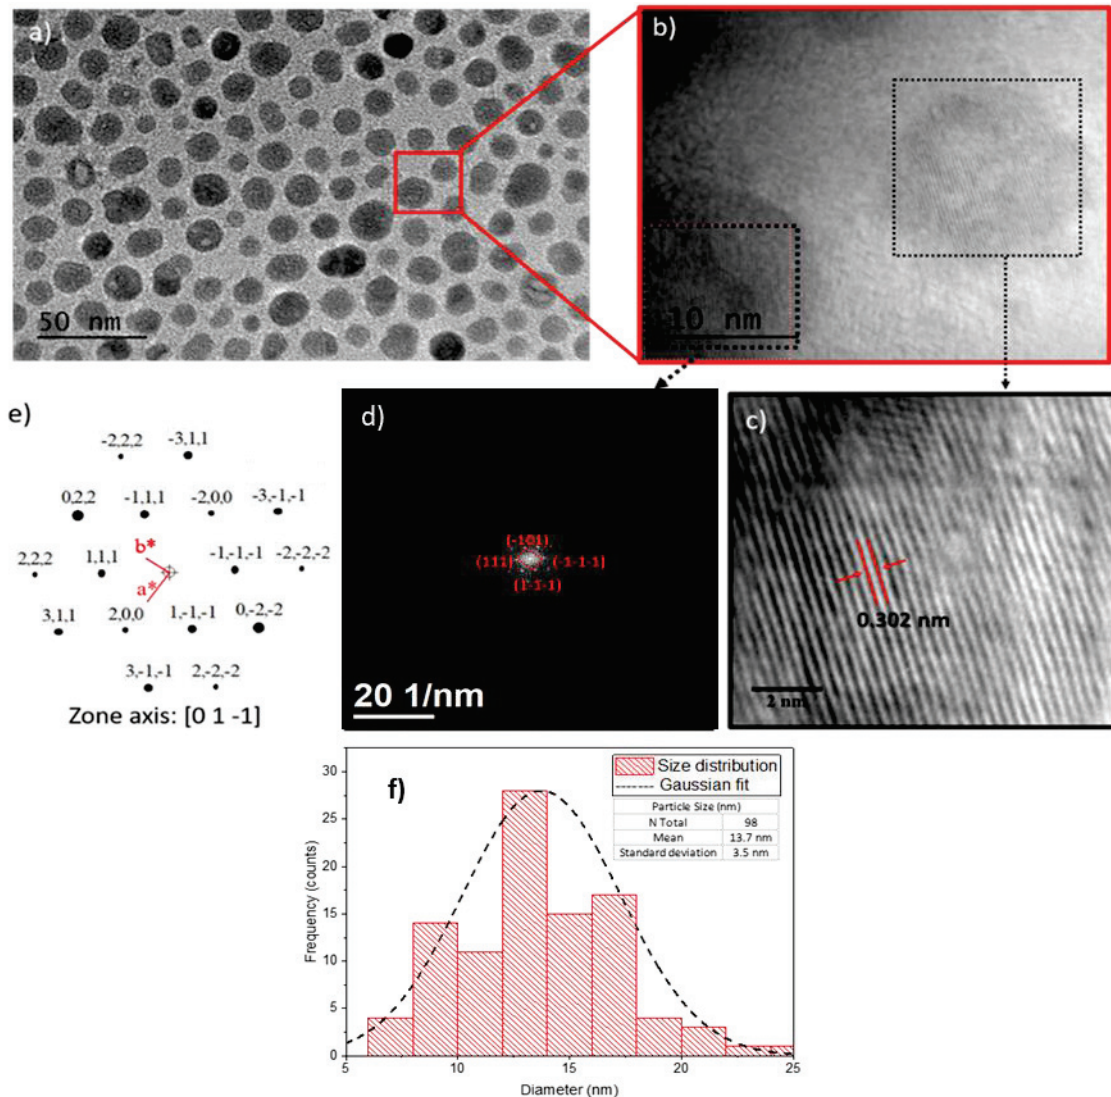 a)
50 nm
b)
10 nm
e)
-2,2,2 -3,1,1
0,2,2 -1,1,1 -2,0,0 -3,-1,-1
2,2,2 1,1,1 b* -1,-1,-1 -2,-2,-2
a*
3,1,1 2,0,0 1,-1,-1 0,-2,-2
3,-1,-1 2,-2,-2
Zone axis: [0 1 -1]
d)
(-101)
(111) (-1-1-1)
(1-1-1)
20 1/nm
c)
0.302 nm
2 nm
f)
Size distribution
Gaussian fit
Particle Size (nm)
N Total 98
Mean 13.7 nm
Standard deviation 3.5 nm
Frequency (counts)
30
25
20
15
10
5
0
5 10 15 20 25
Diameter (nm)